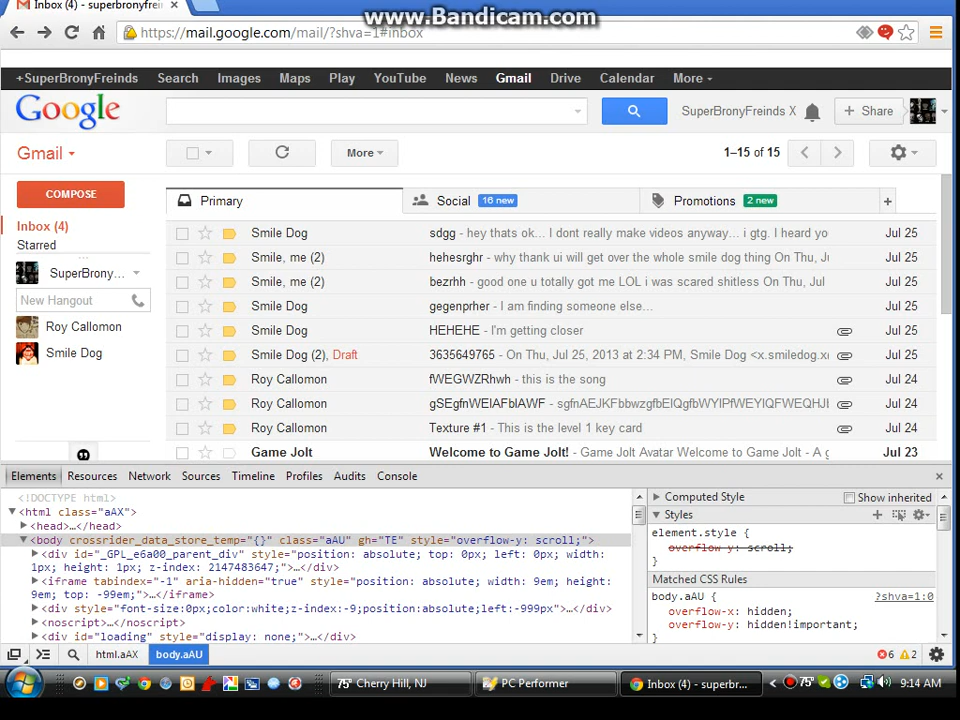 Inbox (4) - superbronyfrein
www.Bandicam.com
https://mail.google.com/mail/?shva=1#inbox
+SuperBronyFreinds Search Images Maps Play YouTube News Gmail Drive Calendar More
Google SuperBronyFreinds X + Share
Gmail More 1–15 of 15
COMPOSE
Primary Social 16 new Promotions 2 new +
Inbox (4)
Starred
SuperBrony...
New Hangout
Roy Callomon
Smile Dog
Smile Dog sdgg - hey thats ok... I dont really make videos anyway... i gtg. I heard yo Jul 25
Smile, me (2) hehesrghr - why thank ui will get over the whole smile dog thing On Thu, Jul 25
Smile, me (2) bezrhh - good one u totally got me LOL i was scared shitless On Thu, Jul Jul 25
Smile Dog gegenprher - I am finding someone else... Jul 25
Smile Dog HEHEHE - I'm getting closer Jul 25
Smile Dog (2), Draft 3635649765 - On Thu, Jul 25, 2013 at 2:34 PM, Smile Dog <x.smiledog.x Jul 25
Roy Callomon fWEGWZRhwh - this is the song Jul 24
Roy Callomon Jul 24
Roy Callomon Texture #1 - This is the level 1 key card Jul 24
Game Jolt Welcome to Game Jolt! - Game Jolt Avatar Welcome to Game Jolt - A g Jul 23
Elements Resources Network Sources Timeline Profiles Audits Console
<!DOCTYPE html>
<html class="aAX">
<head>…</head>
<body crossrider_data_store_temp="{}" class="aAU" gh="TE" style="overflow-y: scroll;">
<div id="_GPL_e6a00_parent_div" style="position: absolute; top: 0px; left: 0px; width:
1px; height: 1px; z-index: 2147483647;">…</div>
<iframe tabindex="-1" aria-hidden="true" style="position: absolute; width: 9em; height:
9em; top: -99em;">…</iframe>
<div style="font-size:0px;color:white;z-index:-9;position:absolute;left:-999px">…</div>
<noscript>…</noscript>
<div id="loading" style="display: none;">…</div>
Computed Style Show inherited
Styles
element.style {
overflow-y: scroll;
}
Matched CSS Rules
body.aAU { ?shva=1:0
overflow-x: hidden;
overflow-y: hidden!important;
}
html.aAX body.aAU 6 2
75° Cherry Hill, NJ PC Performer Inbox (4) - superbr... 75° 9:14 AM